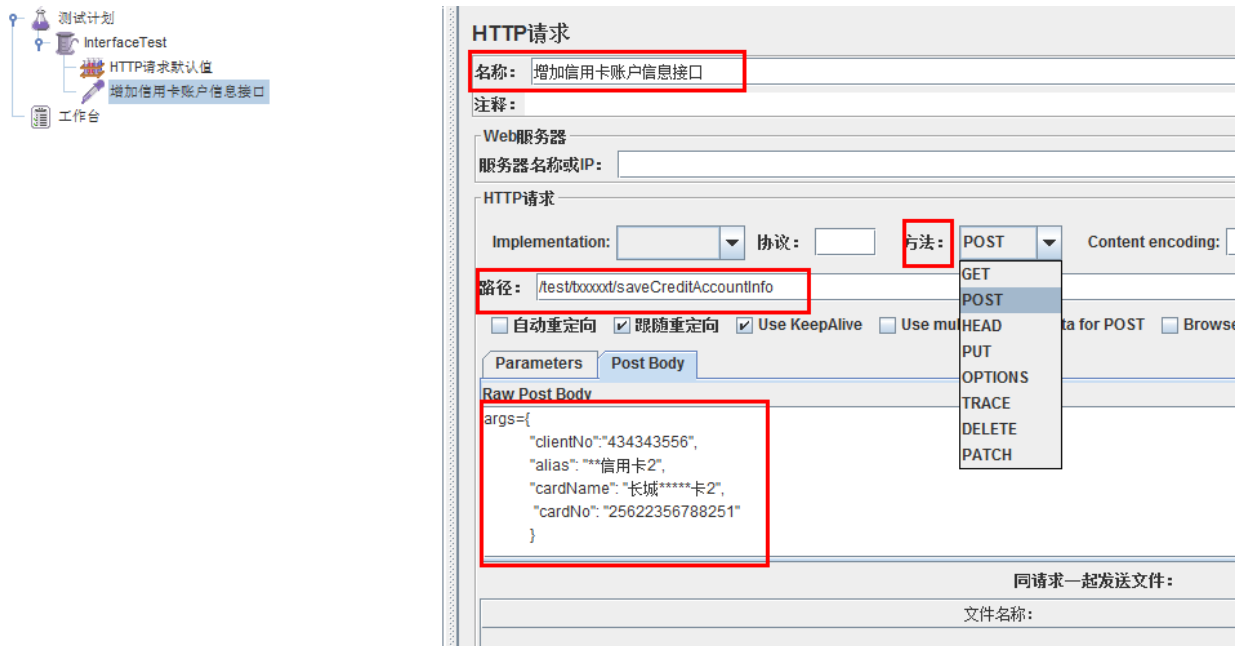 测试计划
InterfaceTest
HTTP请求默认值
增加信用卡账户信息接口
工作台
HTTP请求
名称： 增加信用卡账户信息接口
注释：
Web服务器
服务器名称或IP：
HTTP请求
Implementation: 协议： 方法： POST Content encoding:
GET
路径： /test/txxxxt/saveCreditAccountInfo
POST
自动重定向 跟随重定向 Use KeepAlive Use mul HEAD ta for POST Browse
PUT
Parameters Post Body
OPTIONS
Raw Post Body
TRACE
args={
DELETE
"clientNo":"434343556",
PATCH
"alias": "**信用卡2",
"cardName": "长城*****卡2",
"cardNo": "25622356788251"
}
同请求一起发送文件：
文件名称：